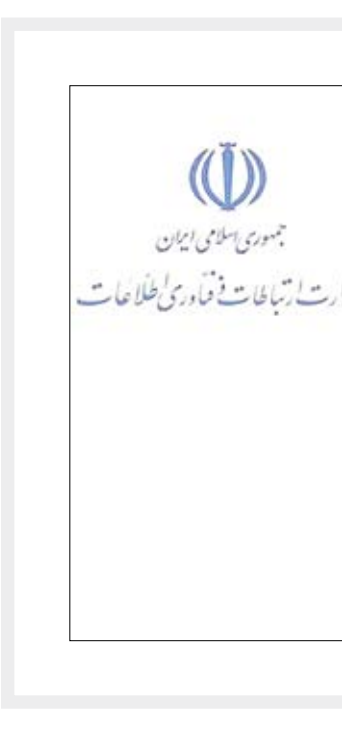 جمهوری اسلامی ایران
ارت ارتباطات و فناوری اطلاعات